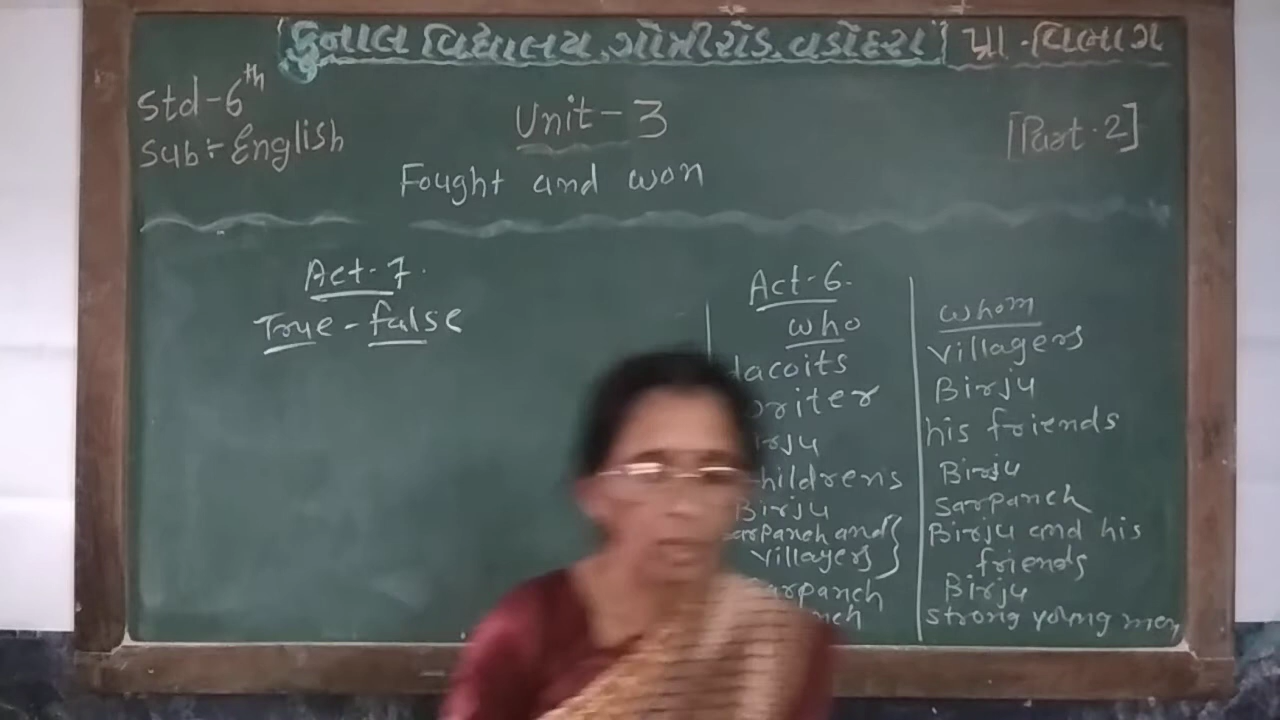 કુનાલ વિદ્યાલય, ગોત્રીરોડ, વડોદરા પ્રા.વિભાગ
Std-6th
Sub:- English
Unit-3
[Part.2]
Fought and won
Act-7.
True-false
Act-6.
who
whom
dacoits villagers
writer Birju
Birju his friends
childrens Birju
Birju sarpanch
sarpanch and Birju and his
villagers friends
sarpanch Birju
strong young men